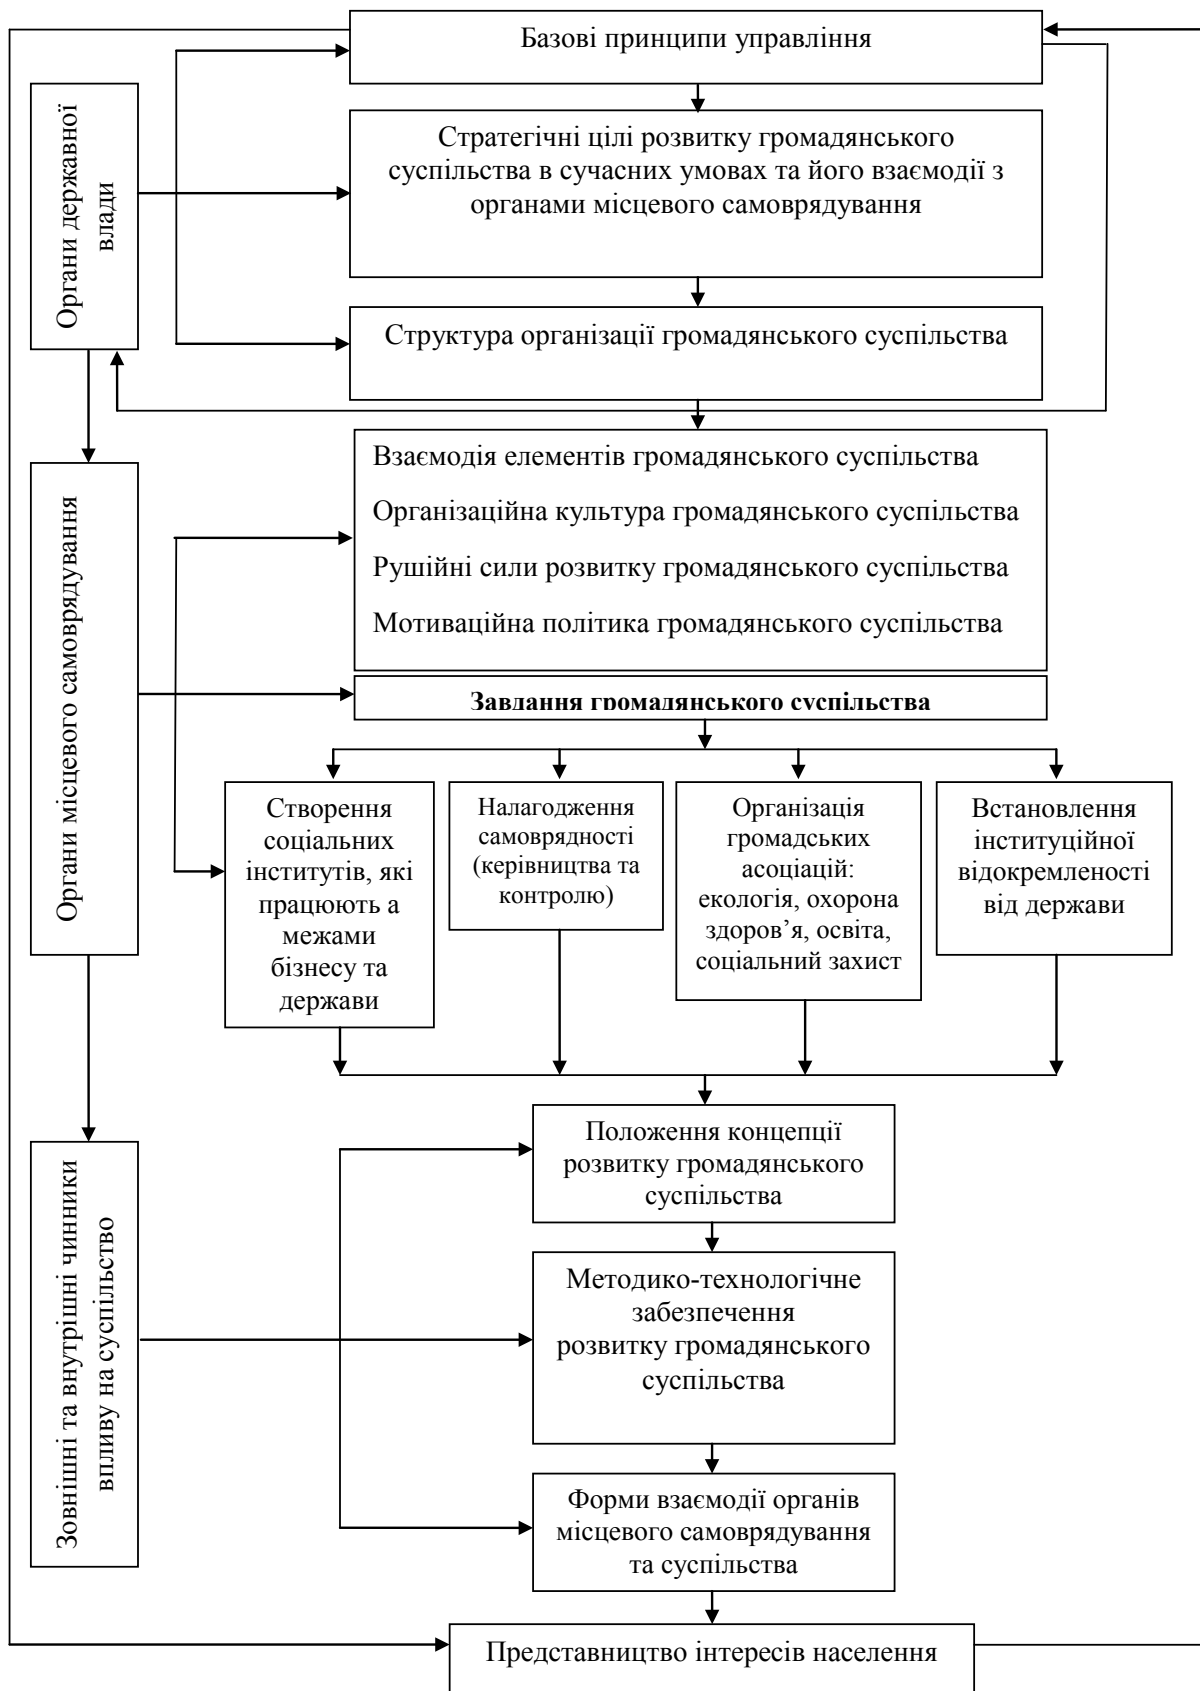 Базові принципи управління
Органи державної
влади
Стратегічні цілі розвитку громадянського
суспільства в сучасних умовах та його взаємодії з
органами місцевого самоврядування
Структура організації громадянського суспільства
Органи місцевого самоврядування
Взаємодія елементів громадянського суспільства
Організаційна культура громадянського суспільства
Рушійні сили розвитку громадянського суспільства
Мотиваційна політика громадянського суспільства
Завдання громадянського суспільства
Створення
соціальних
інститутів, які
працюють а
межами
бізнесу та
держави
Налагодження
самоврядності
(керівництва та
контролю)
Організація
громадських
асоціацій:
екологія, охорона
здоров’я, освіта,
соціальний захист
Встановлення
інституційної
відокремленості
від держави
Зовнішні та внутрішні чинники
впливу на суспільство
Положення концепції
розвитку громадянського
суспільства
Методико-технологічне
забезпечення
розвитку громадянського
суспільства
Форми взаємодії органів
місцевого самоврядування
та суспільства
Представництво інтересів населення